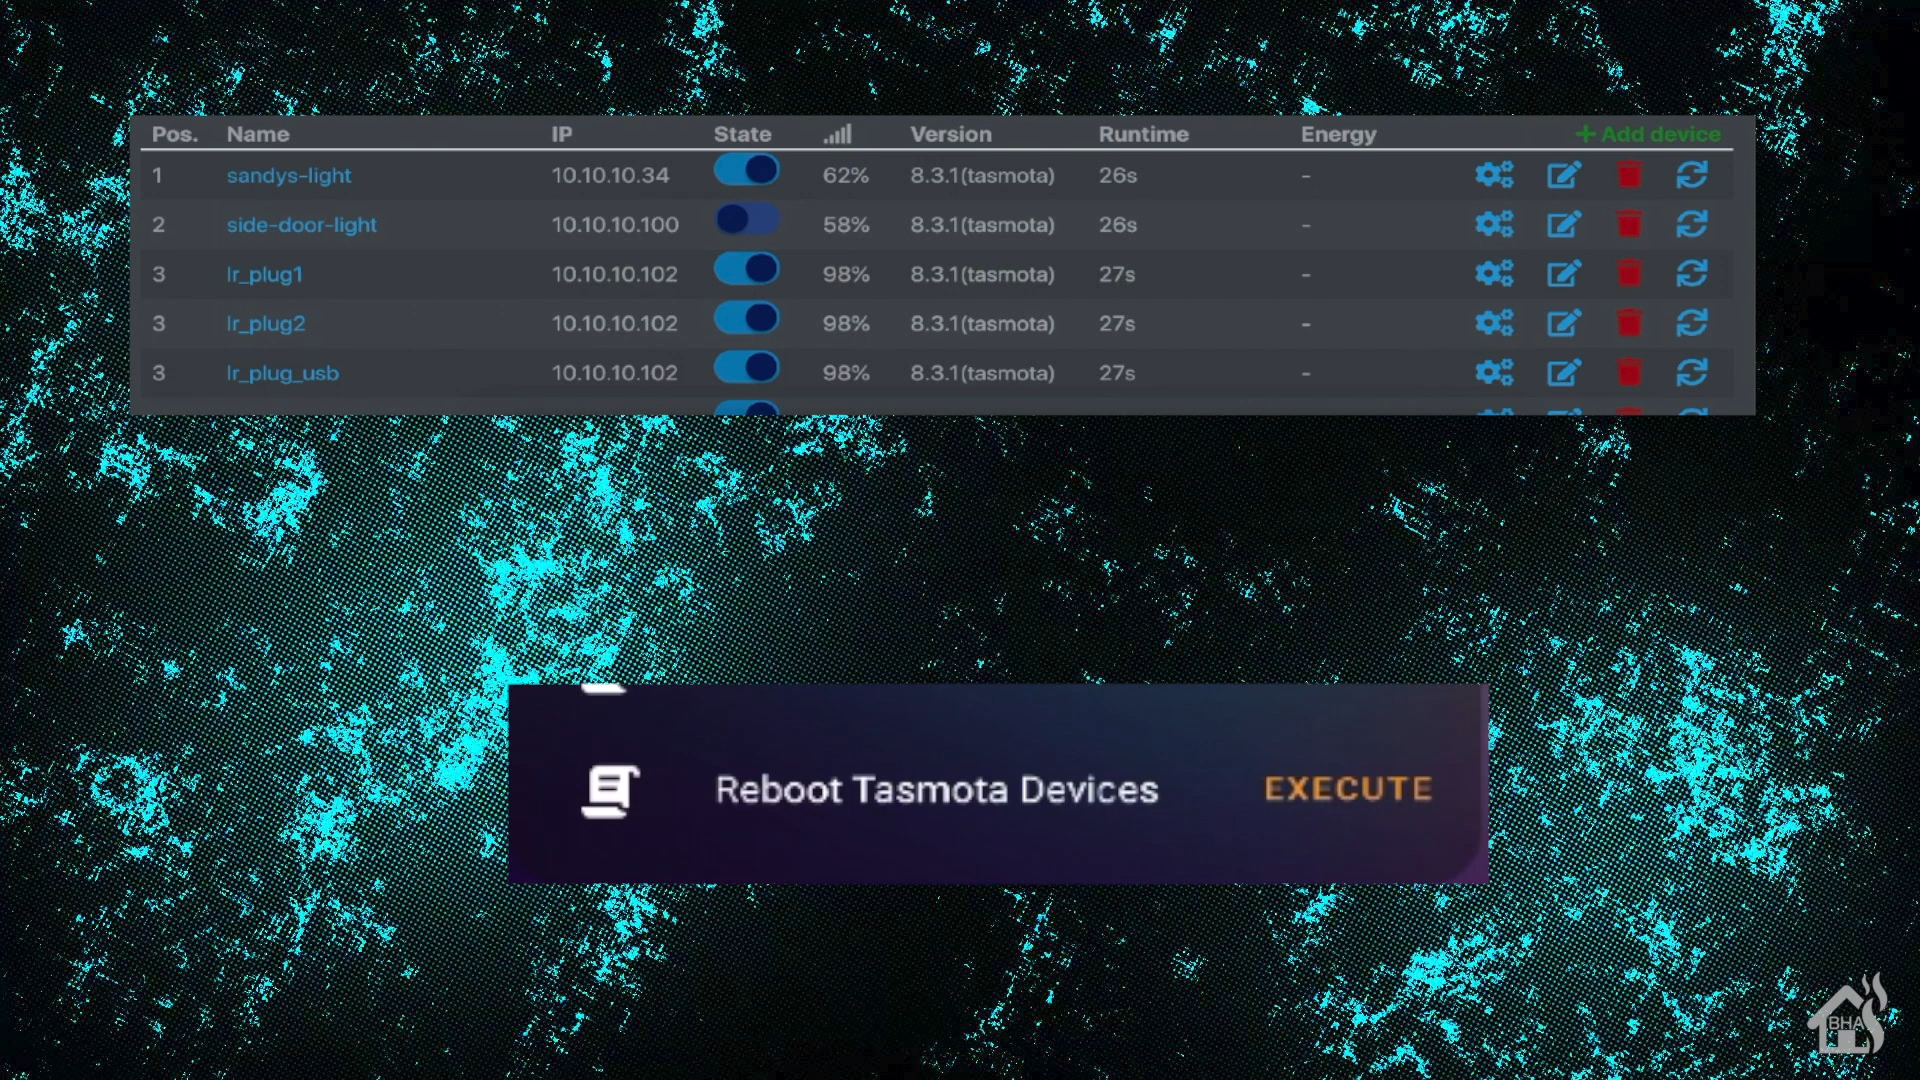 Pos. Name IP State Version Runtime Energy + Add device
1 sandys-light 10.10.10.34 62% 8.3.1(tasmota) 26s -
2 side-door-light 10.10.10.100 58% 8.3.1(tasmota) 26s -
3 lr_plug1 10.10.10.102 98% 8.3.1(tasmota) 27s -
3 lr_plug2 10.10.10.102 98% 8.3.1(tasmota) 27s -
3 lr_plug_usb 10.10.10.102 98% 8.3.1(tasmota) 27s -
Reboot Tasmota Devices EXECUTE
BHA